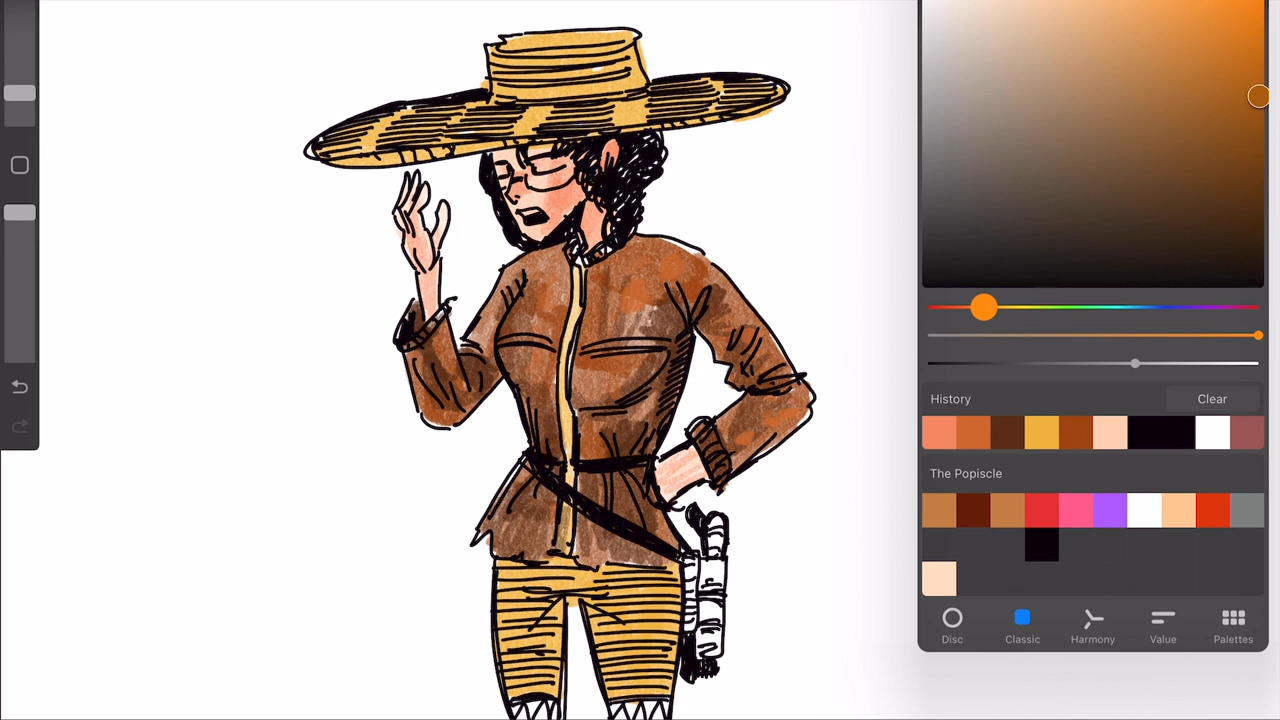 History
Clear
The Popiscle
Disc
Classic
Harmony
Value
Palettes